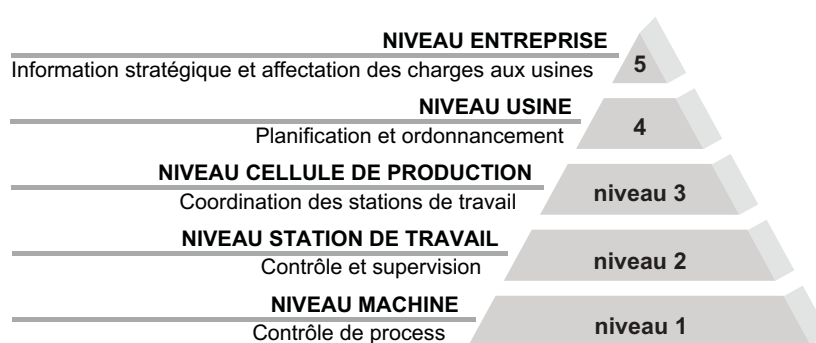 NIVEAU ENTREPRISE
Information stratégique et affectation des charges aux usines
5
NIVEAU USINE
Planification et ordonnancement
4
NIVEAU CELLULE DE PRODUCTION
Coordination des stations de travail
niveau 3
NIVEAU STATION DE TRAVAIL
Contrôle et supervision
niveau 2
NIVEAU MACHINE
Contrôle de process
niveau 1